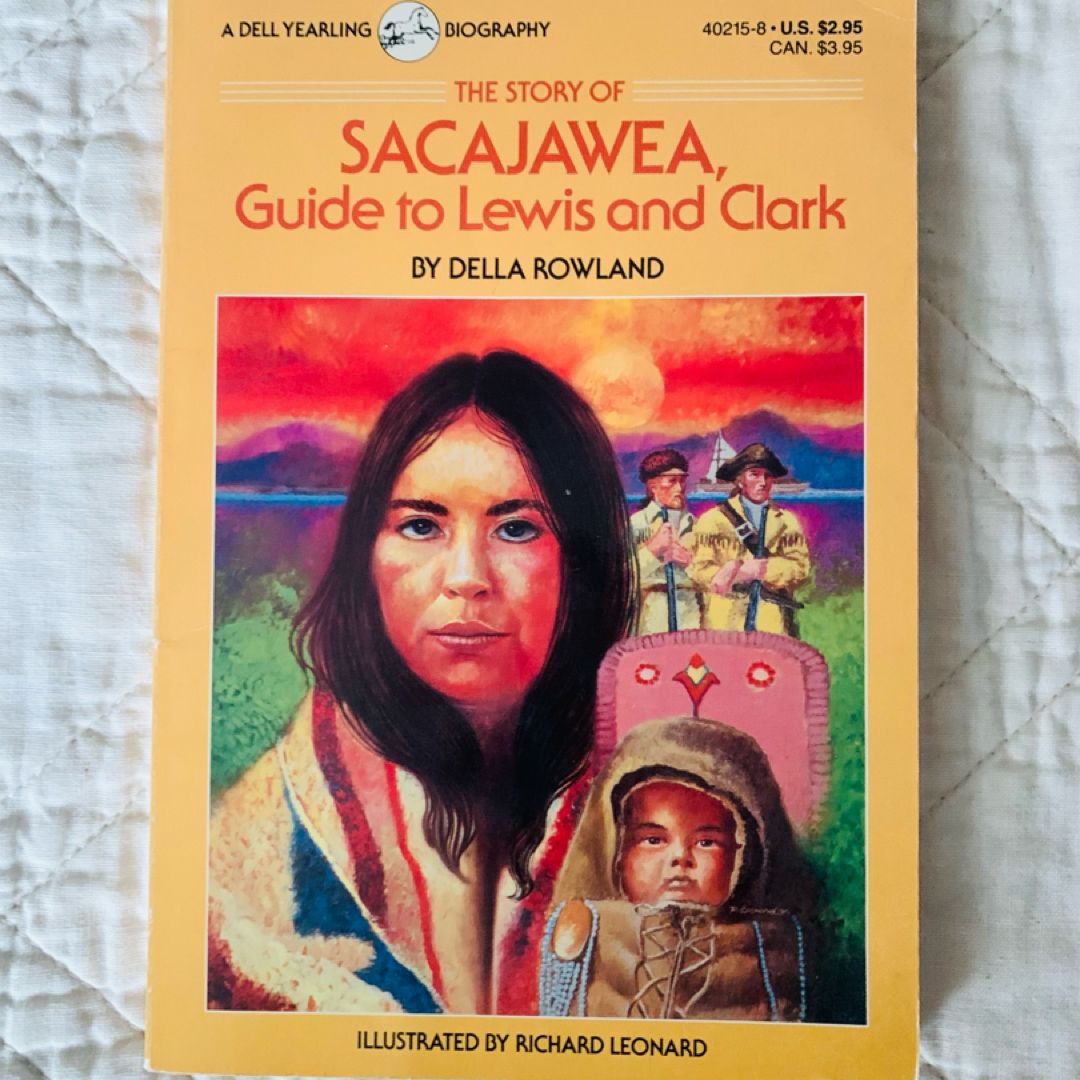 A DELL YEARLING BIOGRAPHY
40215-8 • U.S. $2.95
CAN. $3.95
THE STORY OF
SACAJAWEA,
Guide to Lewis and Clark
BY DELLA ROWLAND
ILLUSTRATED BY RICHARD LEONARD